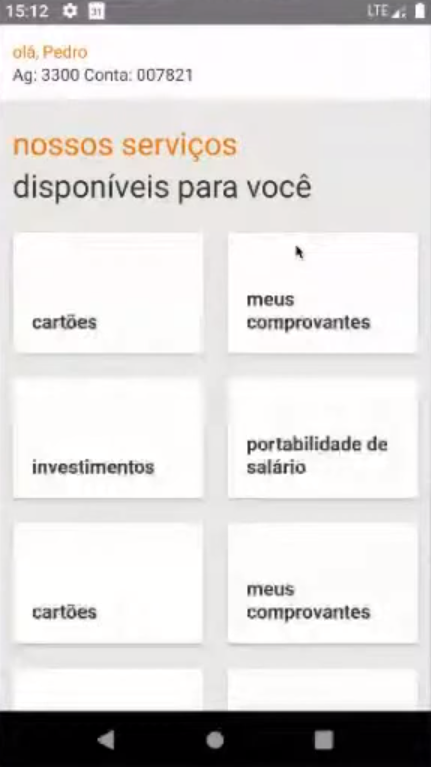 15:12 31 LTE
olá, Pedro
Ag: 3300 Conta: 007821
nossos serviços
disponíveis para você
cartões
meus
comprovantes
investimentos
portabilidade de
salário
cartões
meus
comprovantes